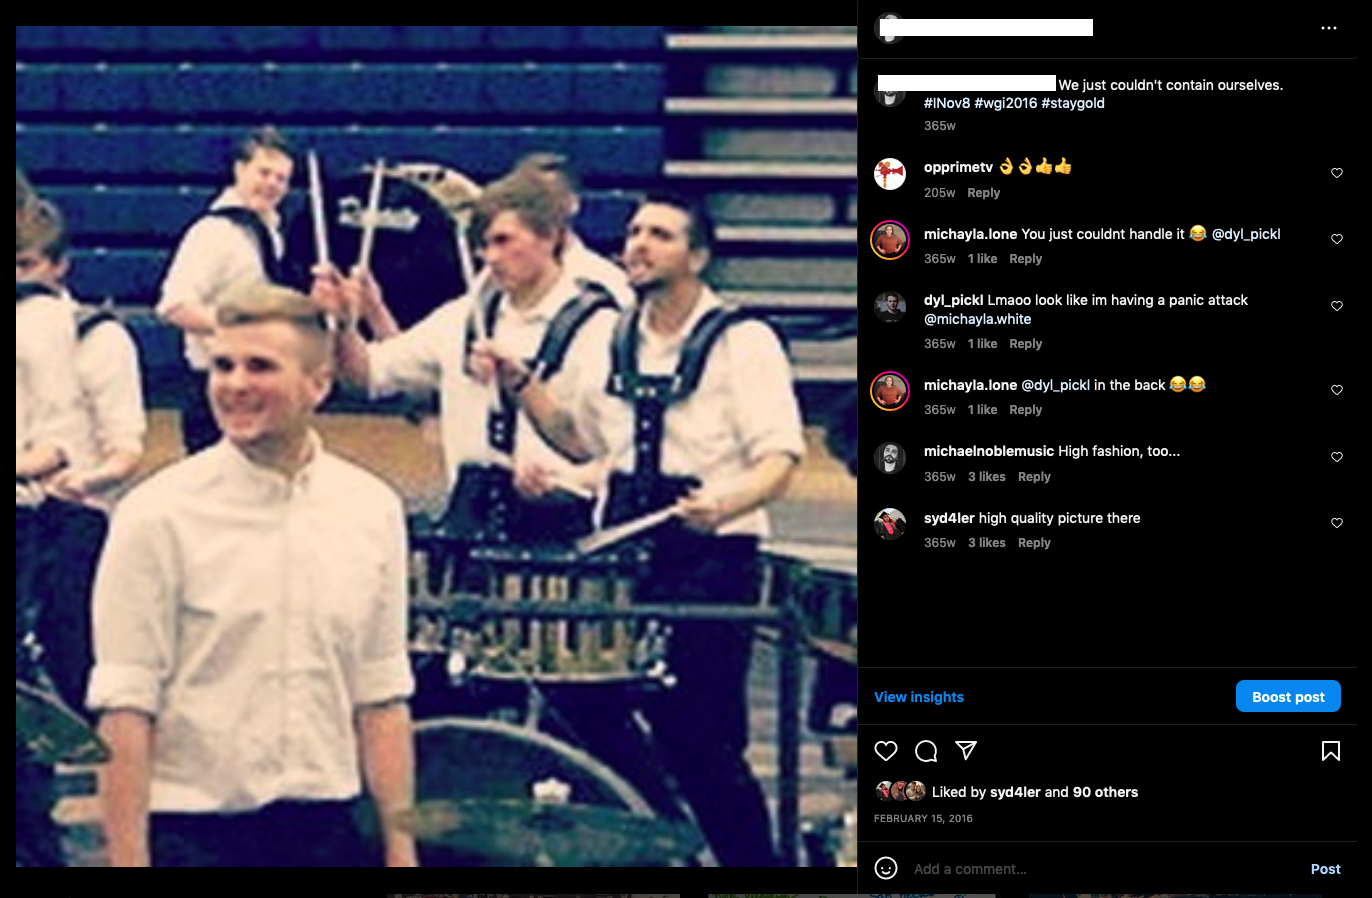 We just couldn't contain ourselves.
#INov8 #wgi2016 #staygold
365w
opprimetv 👌👌👍👍
205w Reply
michayla.lone You just couldnt handle it 😂 @dyl_pickl
365w 1 like Reply
dyl_pickl Lmaoo look like im having a panic attack
@michayla.white
365w 1 like Reply
michayla.lone @dyl_pickl in the back 😂😂
365w 1 like Reply
michaelnoblemusic High fashion, too...
365w 3 likes Reply
syd4ler high quality picture there
365w 3 likes Reply
View insights
Boost post
Liked by syd4ler and 90 others
FEBRUARY 15, 2016
Add a comment...
Post